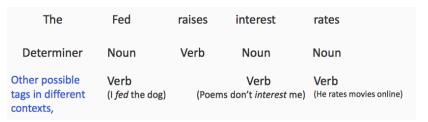 The Fed raises interest rates
Determiner Noun Verb Noun Noun
Other possible Verb Verb Verb
tags in different (I fed the dog) (Poems don't interest me) (He rates movies online)
contexts,